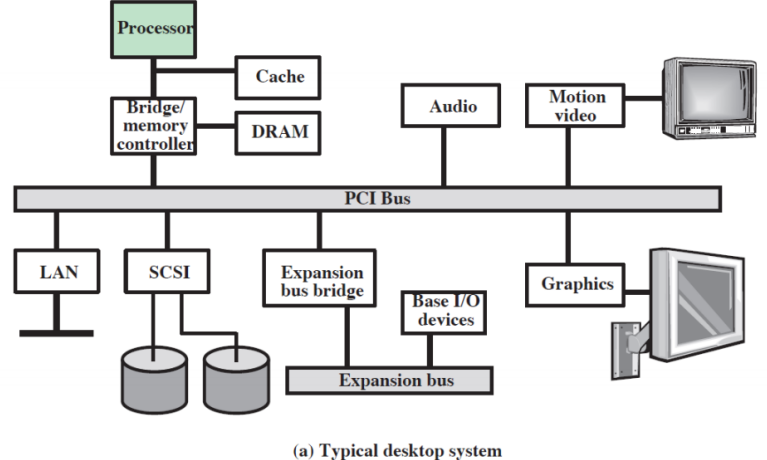 Processor
Cache
Bridge/
memory
controller
DRAM
Audio
Motion
video
PCI Bus
LAN
SCSI
Expansion
bus bridge
Base I/O
devices
Graphics
Expansion bus
(a) Typical desktop system